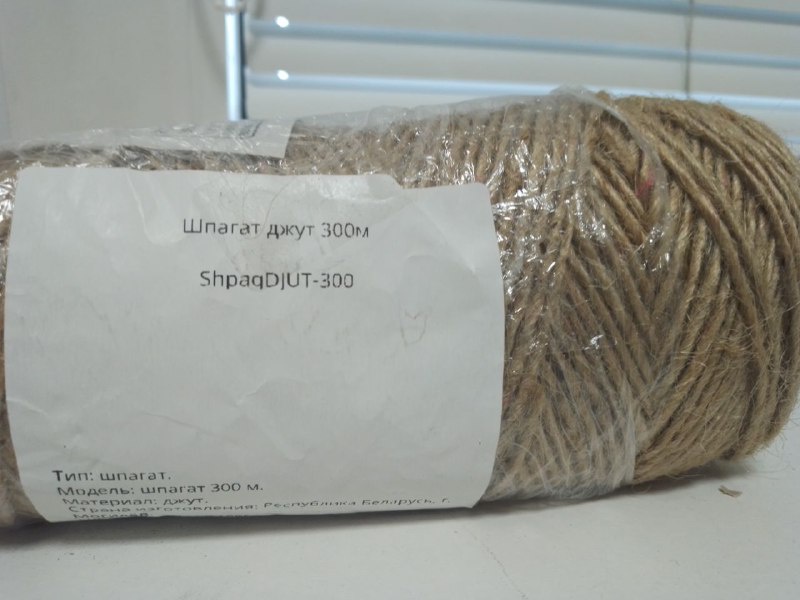 Шпагат джут 300м
ShpaqDJUT-300
Тип: шпагат.
Модель: шпагат 300 м.
Материал: джут.
Страна изготовления: Республика Беларусь, г.